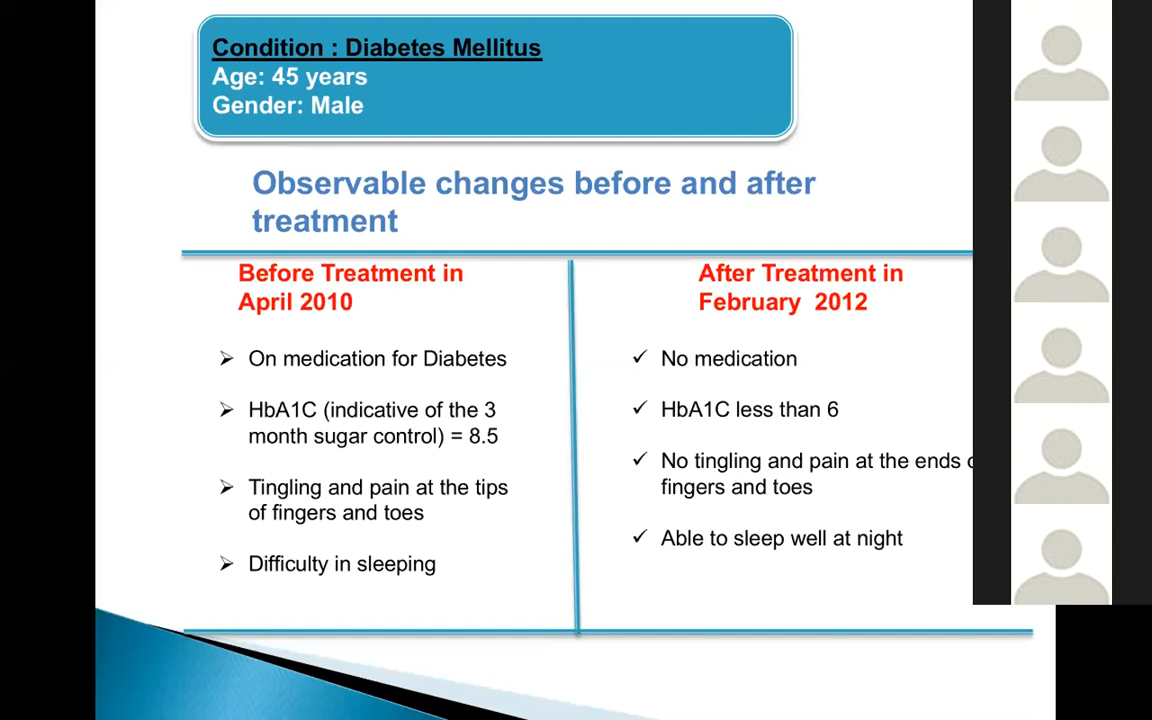 Condition : Diabetes Mellitus
Age: 45 years
Gender: Male
Observable changes before and after
treatment
Before Treatment in
April 2010
On medication for Diabetes
HbA1C (indicative of the 3
month sugar control) = 8.5
Tingling and pain at the tips
of fingers and toes
Difficulty in sleeping
After Treatment in
February 2012
No medication
HbA1C less than 6
No tingling and pain at the ends
fingers and toes
Able to sleep well at night